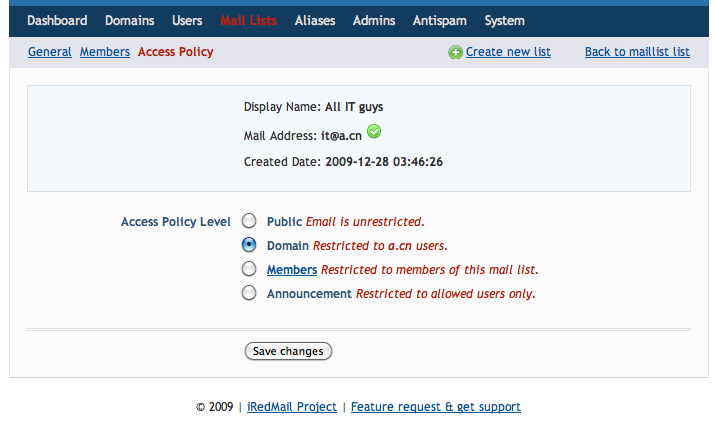 Dashboard Domains Users Mail Lists Aliases Admins Antispam System
General Members Access Policy Create new list Back to maillist list
Display Name: All IT guys
Mail Address: it@a.cn
Created Date: 2009-12-28 03:46:26
Access Policy Level Public Email is unrestricted.
Domain Restricted to a.cn users.
Members Restricted to members of this mail list.
Announcement Restricted to allowed users only.
Save changes
© 2009 | iRedMail Project | Feature request & get support